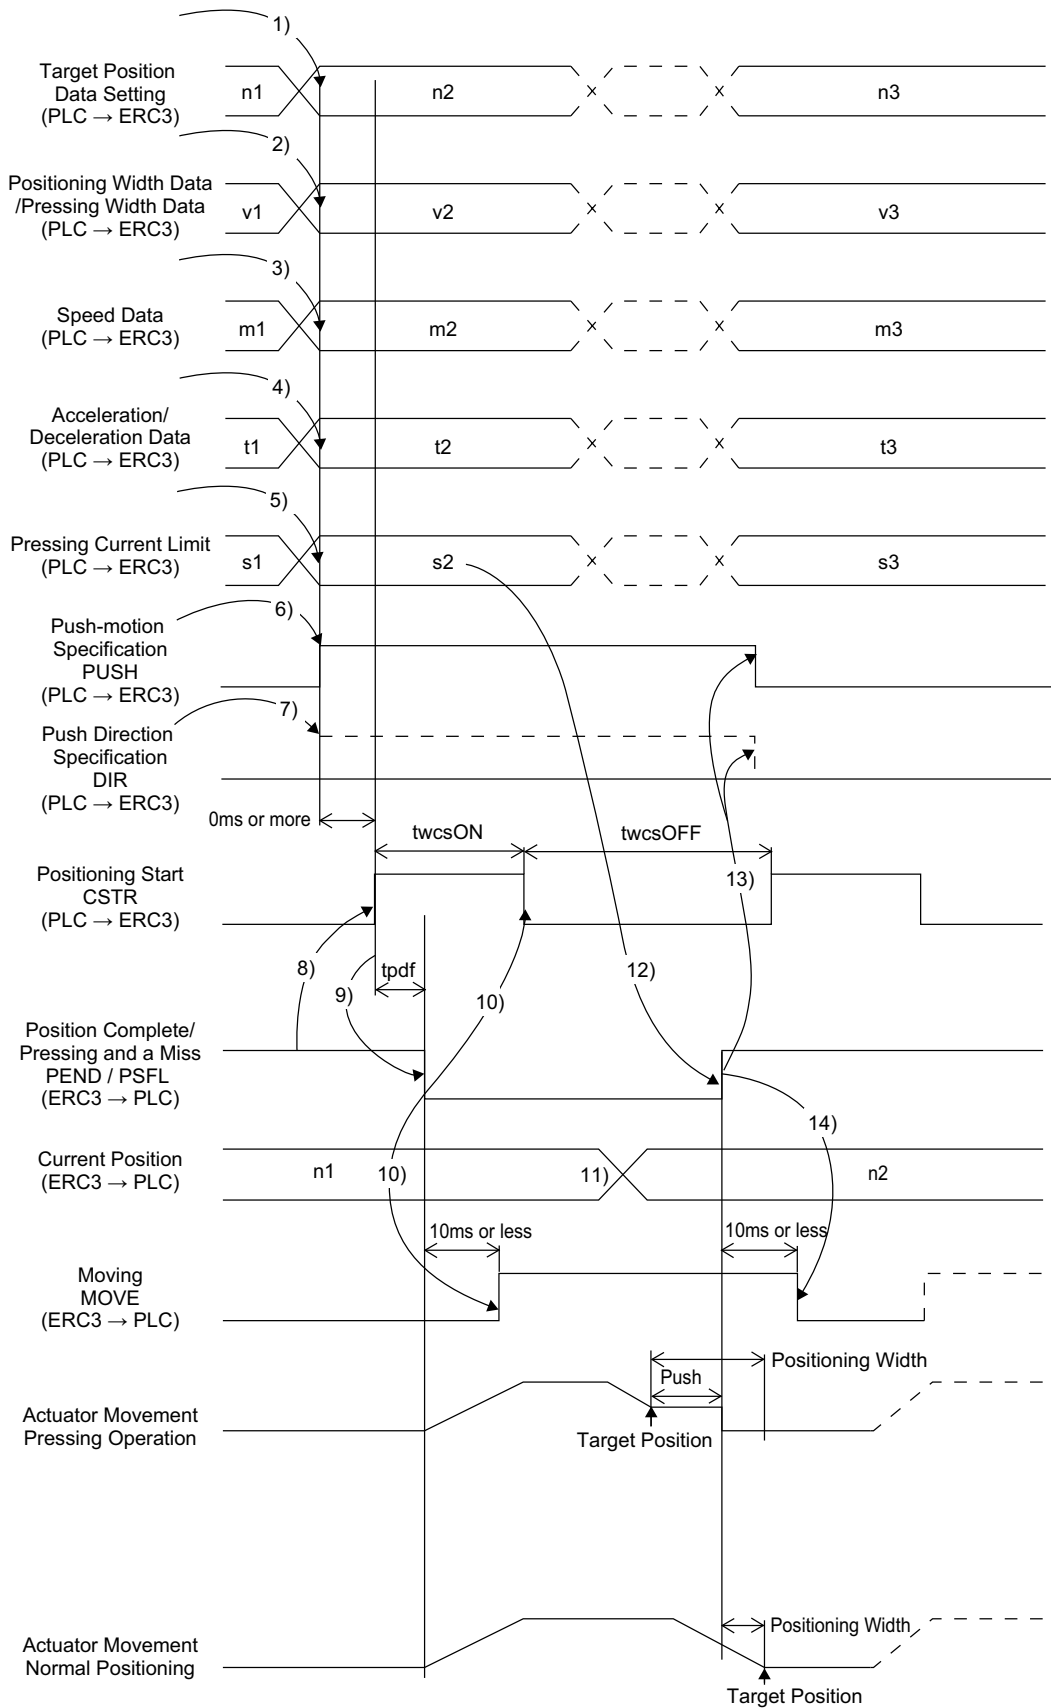 1)
Target Position
Data Setting
(PLC → ERC3)
n1
n2
n3
2)
Positioning Width Data
/Pressing Width Data
(PLC → ERC3)
v1
v2
v3
3)
Speed Data
(PLC → ERC3)
m1
m2
m3
4)
Acceleration/
Deceleration Data
(PLC → ERC3)
t1
t2
t3
5)
Pressing Current Limit
(PLC → ERC3)
s1
s2
s3
6)
Push-motion
Specification
PUSH
(PLC → ERC3)
7)
Push Direction
Specification
DIR
(PLC → ERC3)
0ms or more
twcsON
twcsOFF
Positioning Start
CSTR
(PLC → ERC3)
13)
8)
9)
tpdf
10)
12)
Position Complete/
Pressing and a Miss
PEND / PSFL
(ERC3 → PLC)
14)
Current Position
(ERC3 → PLC)
n1
10)
11)
n2
10ms or less
10ms or less
Moving
MOVE
(ERC3 → PLC)
Positioning Width
Push
Actuator Movement
Pressing Operation
Target Position
Actuator Movement
Normal Positioning
Positioning Width
Target Position